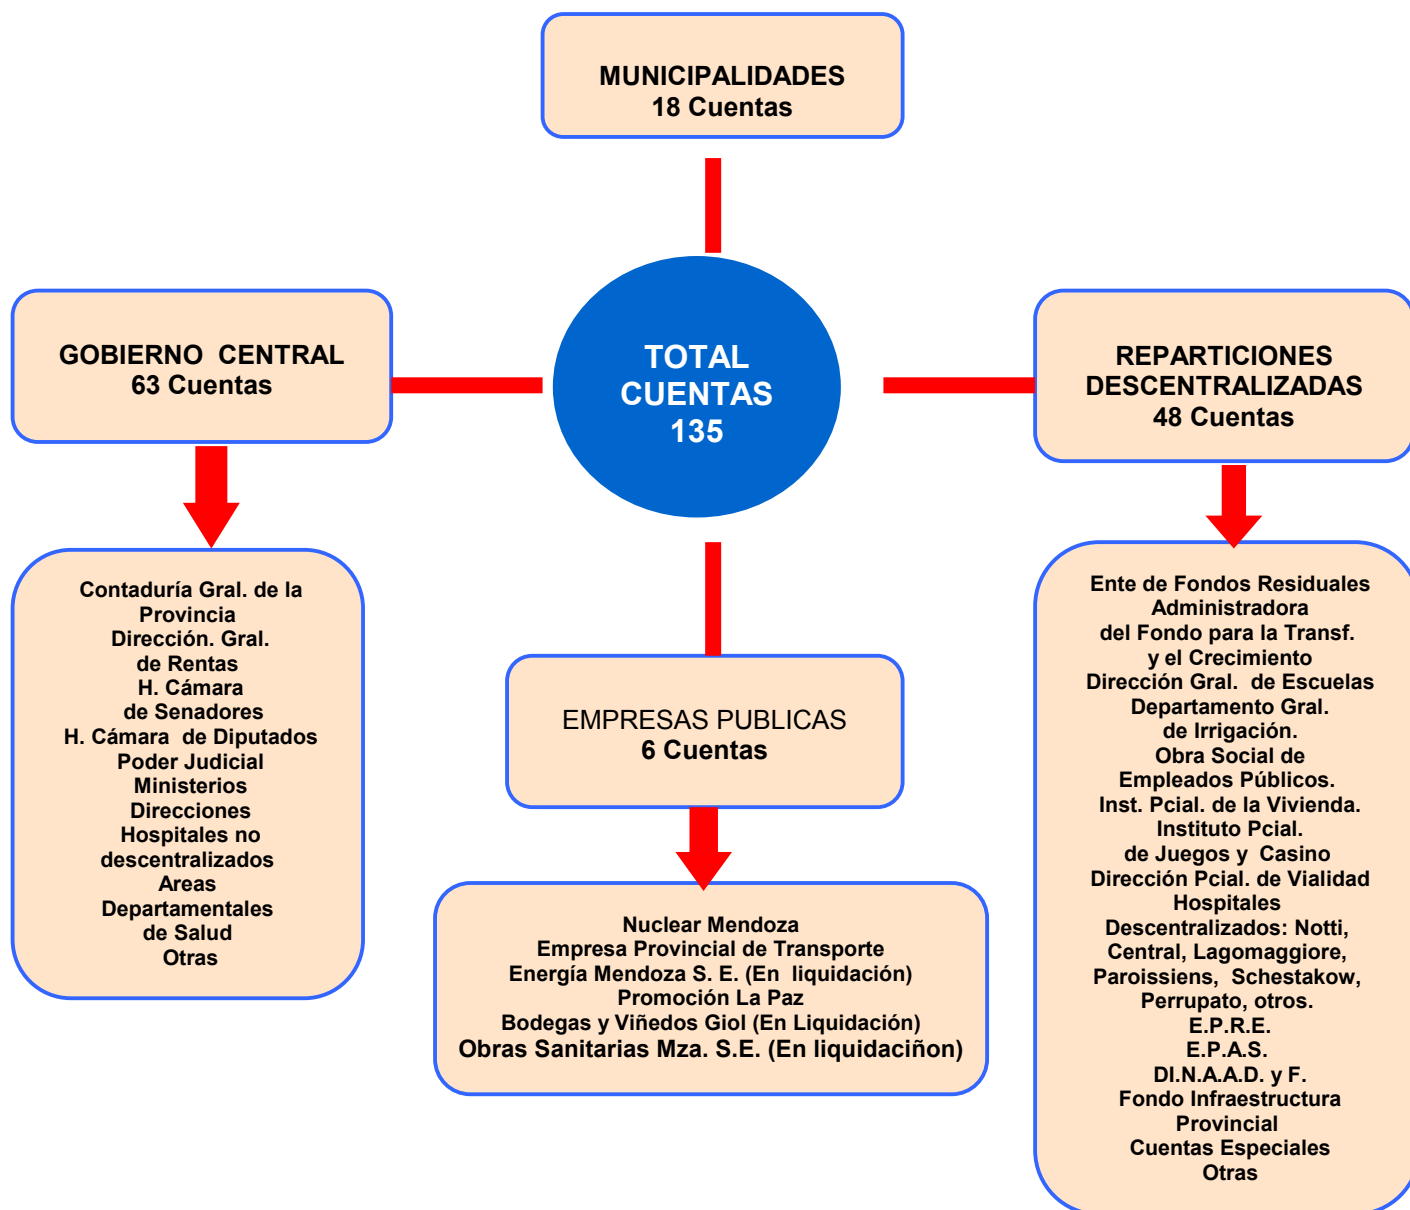 MUNICIPALIDADES
18 Cuentas
GOBIERNO CENTRAL
63 Cuentas
TOTAL
CUENTAS
135
REPARTICIONES
DESCENTRALIZADAS
48 Cuentas
Contaduría Gral. de la
Provincia
Dirección. Gral.
de Rentas
H. Cámara
de Senadores
H. Cámara de Diputados
Poder Judicial
Ministerios
Direcciones
Hospitales no
descentralizados
Areas
Departamentales
de Salud
Otras
EMPRESAS PUBLICAS
6 Cuentas
Nuclear Mendoza
Empresa Provincial de Transporte
Energía Mendoza S. E. (En liquidación)
Promoción La Paz
Bodegas y Viñedos Giol (En Liquidación)
Obras Sanitarias Mza. S.E. (En liquidaciñon)
Ente de Fondos Residuales
Administradora
del Fondo para la Transf.
y el Crecimiento
Dirección Gral. de Escuelas
Departamento Gral.
de Irrigación.
Obra Social de
Empleados Públicos.
Inst. Pcial. de la Vivienda.
Instituto Pcial.
de Juegos y Casino
Dirección Pcial. de Vialidad
Hospitales
Descentralizados: Notti,
Central, Lagomaggiore,
Paroissiens, Schestakow,
Perrupato, otros.
E.P.R.E.
E.P.A.S.
DI.N.A.A.D. y F.
Fondo Infraestructura
Provincial
Cuentas Especiales
Otras